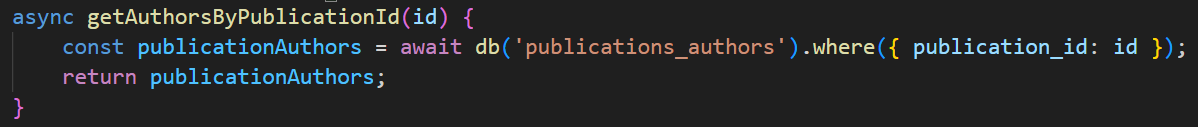 async getAuthorsByPublicationId(id) {
    const publicationAuthors = await db('publications_authors').where({ publication_id: id });
    return publicationAuthors;
}